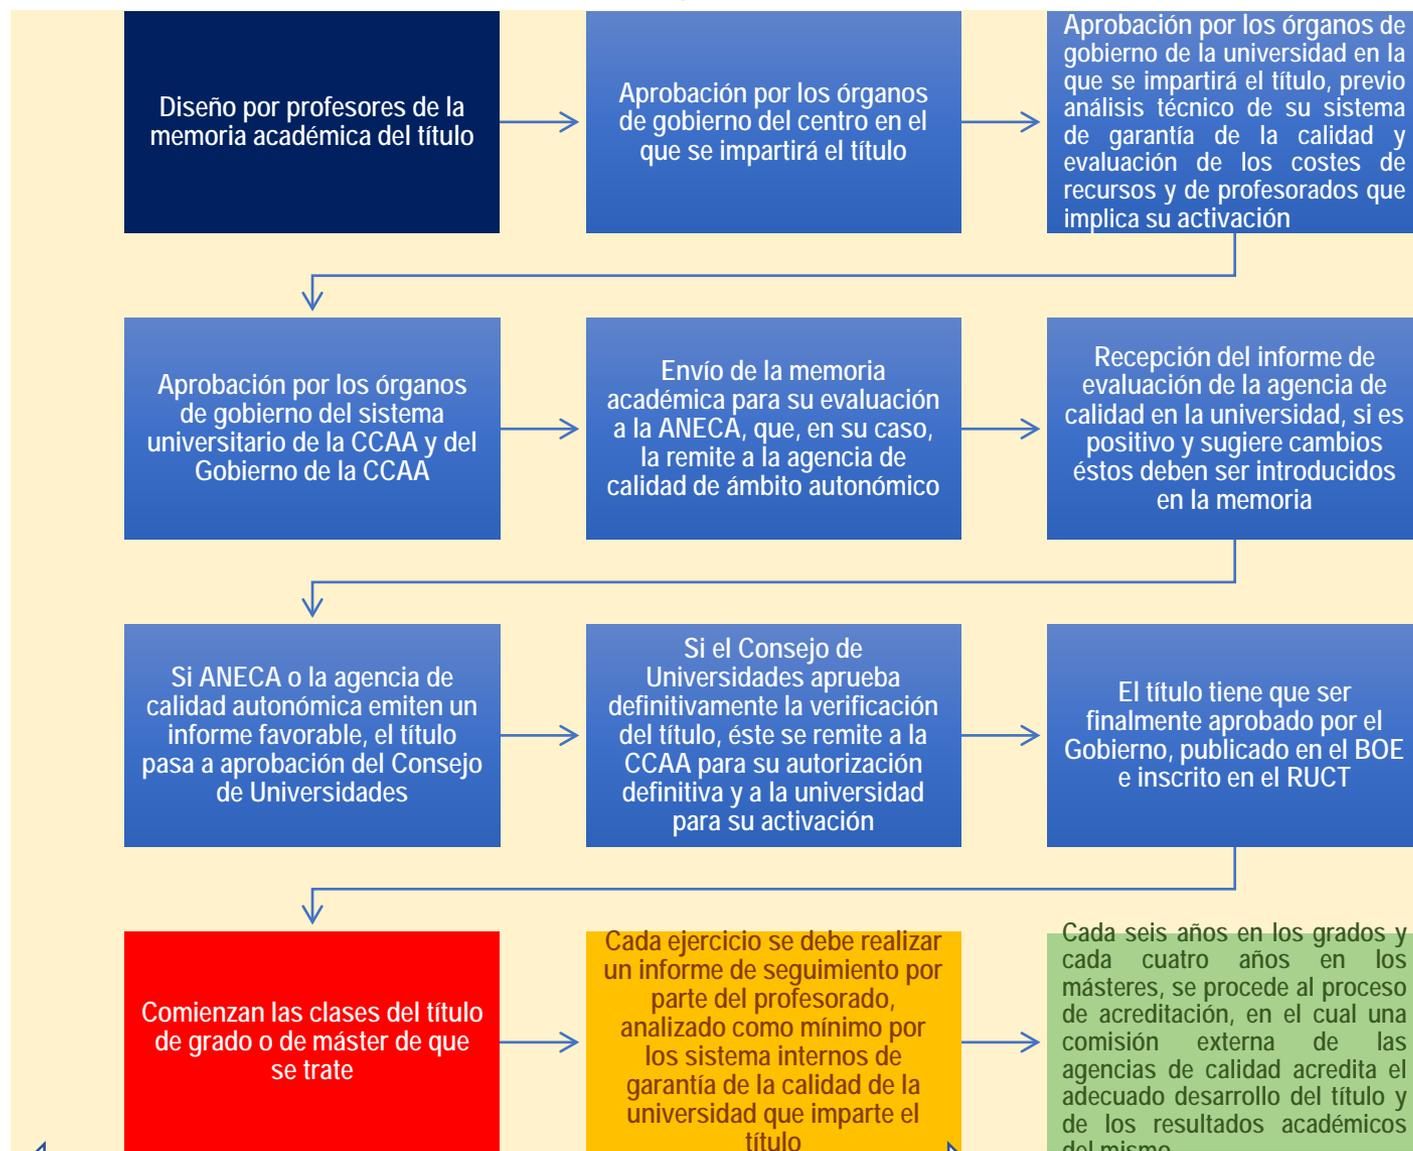 Diseño por profesores de la
memoria académica del título
Aprobación por los órganos
de gobierno del centro en el
que se impartirá el título
Aprobación por los órganos de
gobierno de la universidad en la
que se impartirá el título, previo
análisis técnico de su sistema
de garantía de la calidad y
evaluación de los costes de
recursos y de profesorados que
implica su activación
Aprobación por los órganos
de gobierno del sistema
universitario de la CCAA y del
Gobierno de la CCAA
Envío de la memoria
académica para su evaluación
a la ANECA, que, en su caso,
la remite a la agencia de
calidad de ámbito autonómico
Recepción del informe de
evaluación de la agencia de
calidad en la universidad, si es
positivo y sugiere cambios
éstos deben ser introducidos
en la memoria
Si ANECA o la agencia de
calidad autonómica emiten un
informe favorable, el título
pasa a aprobación del Consejo
de Universidades
Si el Consejo de
Universidades aprueba
definitivamente la verificación
del título, éste se remite a la
CCAA para su autorización
definitiva y a la universidad
para su activación
El título tiene que ser
finalmente aprobado por el
Gobierno, publicado en el BOE
e inscrito en el RUCT
Comienzan las clases del título
de grado o de máster de que
se trate
Cada ejercicio se debe realizar
un informe de seguimiento por
parte del profesorado,
analizado como mínimo por
los sistema internos de
garantía de la calidad de la
universidad que imparte el
título
Cada seis años en los grados y
cada cuatro años en los
másteres, se procede al proceso
de acreditación, en el cual una
comisión externa de las
agencias de calidad acredita el
adecuado desarrollo del título y
de los resultados académicos
del mismo